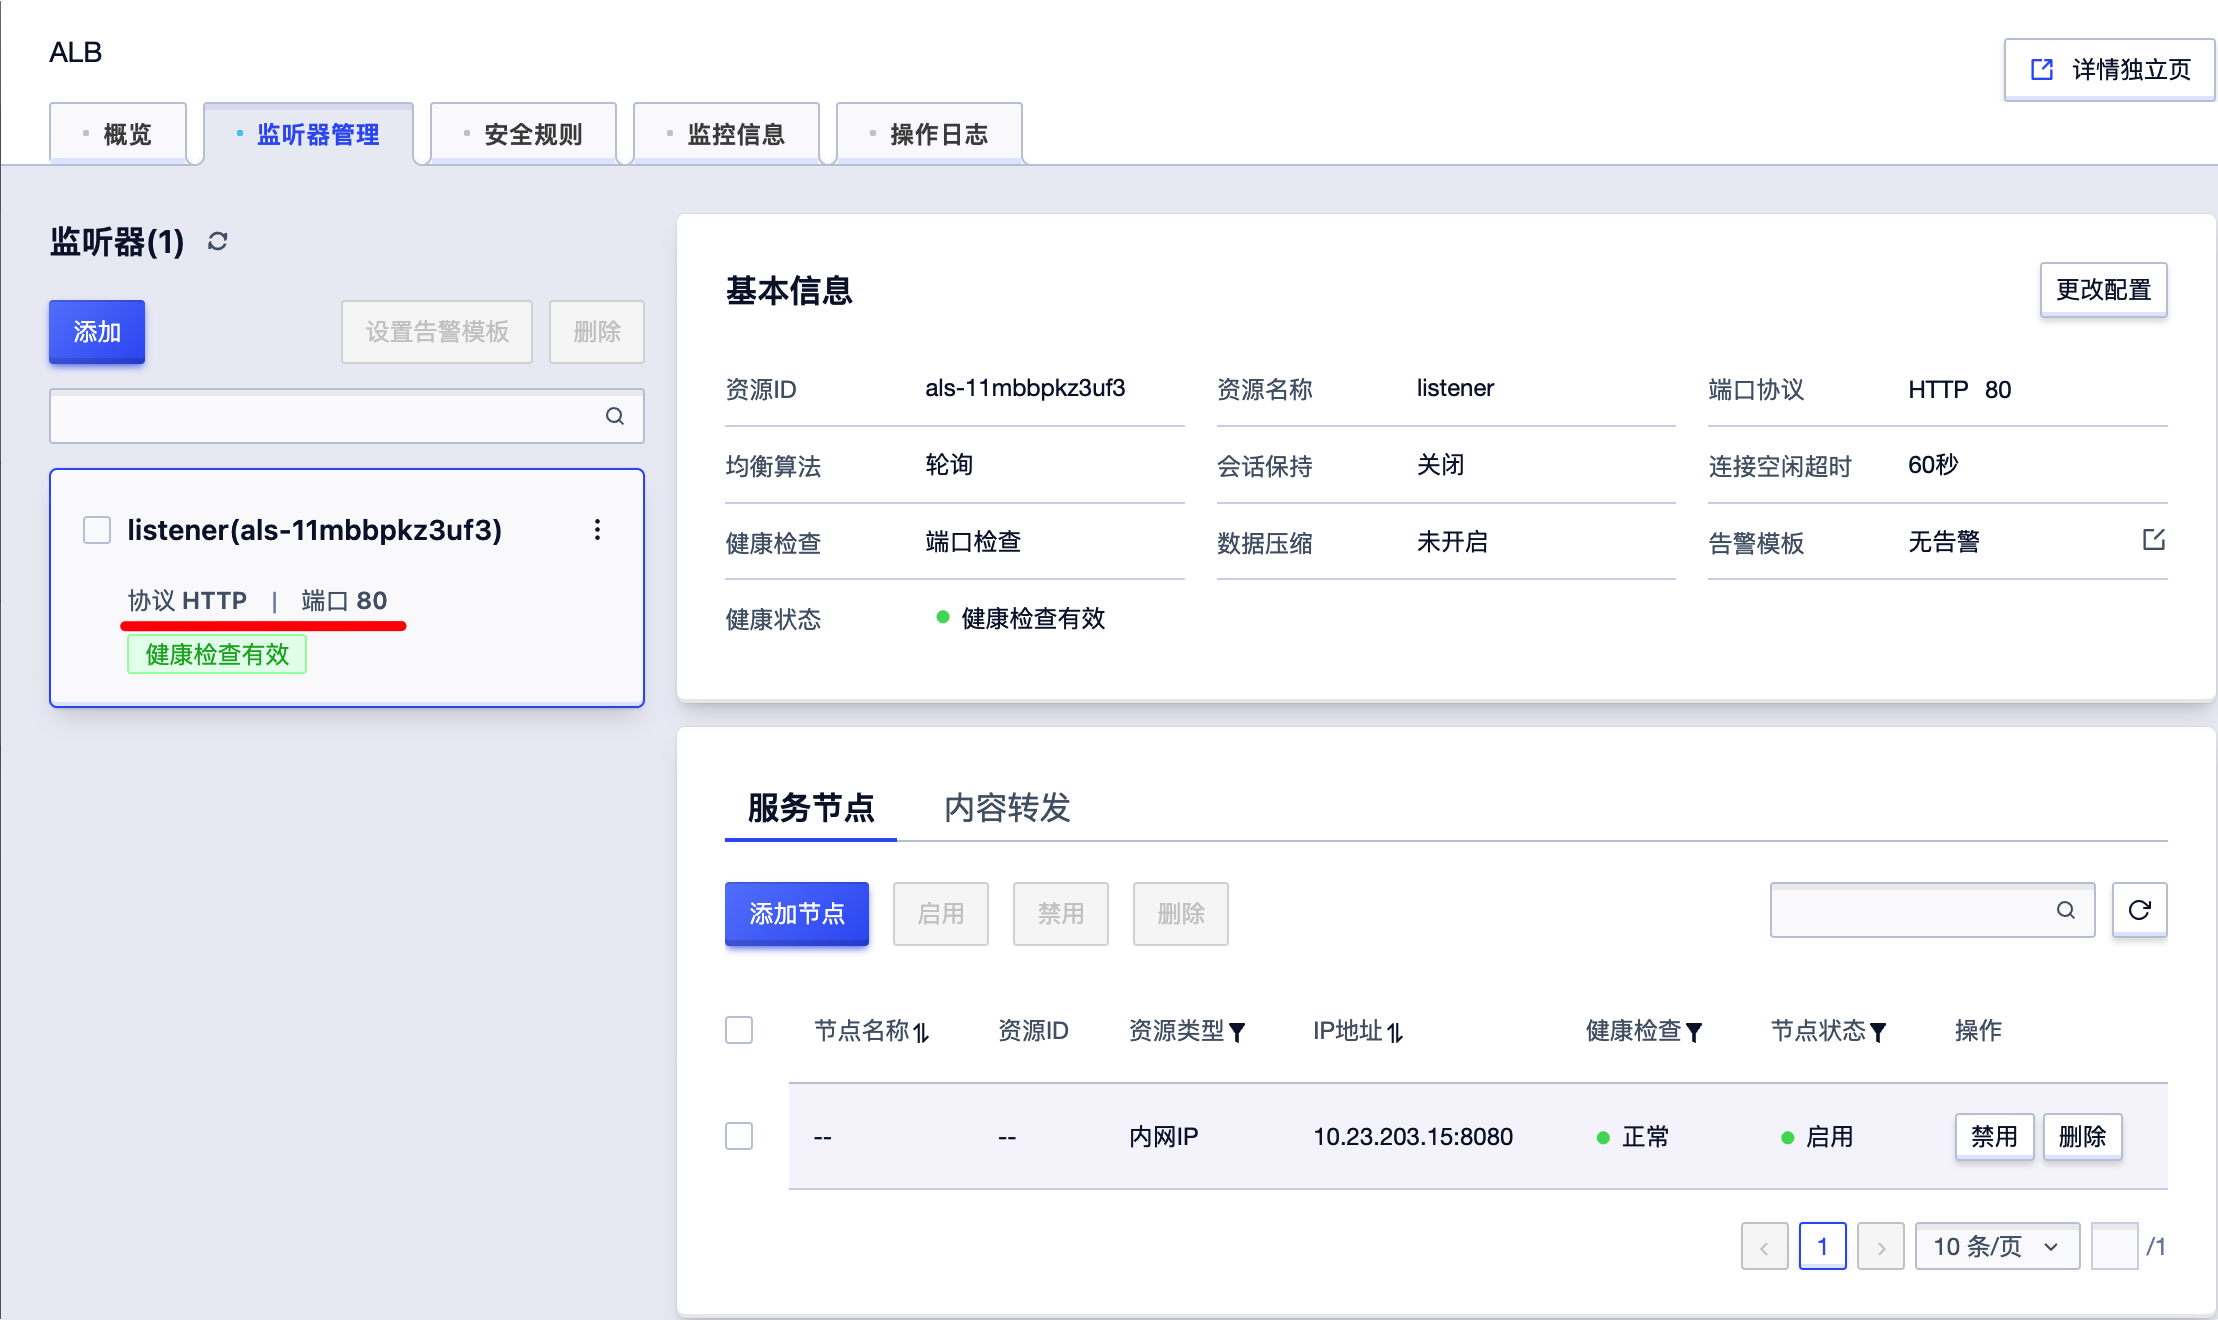 ALB
详情独立页
概览
监听器管理
安全规则
监控信息
操作日志
监听器(1)
添加
设置告警模板
删除
listener(als-11mbbpkz3uf3)
协议 HTTP | 端口 80
健康检查有效
基本信息
更改配置
资源ID als-11mbbpkz3uf3 资源名称 listener 端口协议 HTTP 80
均衡算法 轮询 会话保持 关闭 连接空闲超时 60秒
健康检查 端口检查 数据压缩 未开启 告警模板 无告警
健康状态 健康检查有效
服务节点 内容转发
添加节点 启用 禁用 删除
节点名称 资源ID 资源类型 IP地址 健康检查 节点状态 操作
-- -- 内网IP 10.23.203.15:8080 正常 启用 禁用 删除
1 10 条/页 /1